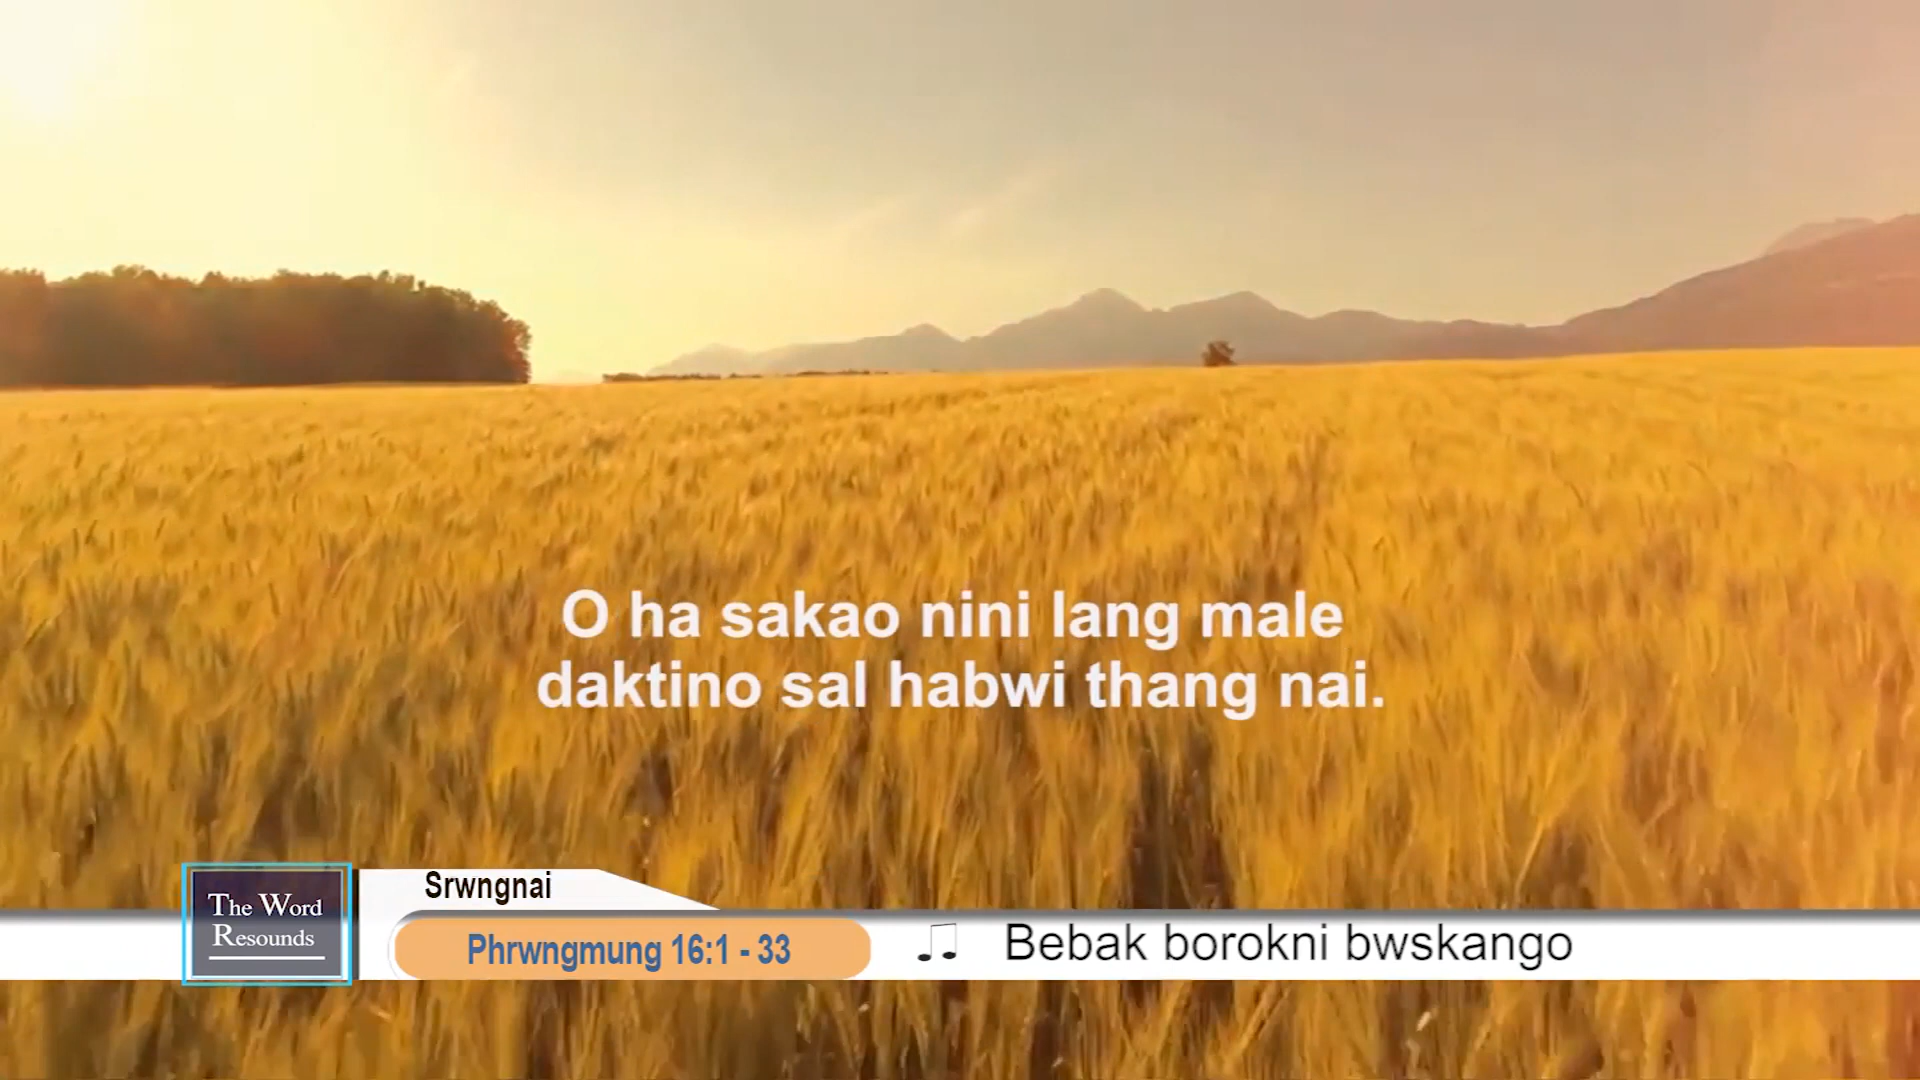 O ha sakao nini lang male
daktino sal habwi thang nai.
The Word
Resounds
Srwngnai
Phrwngmung 16:1 - 33
Bebak borokni bwskango